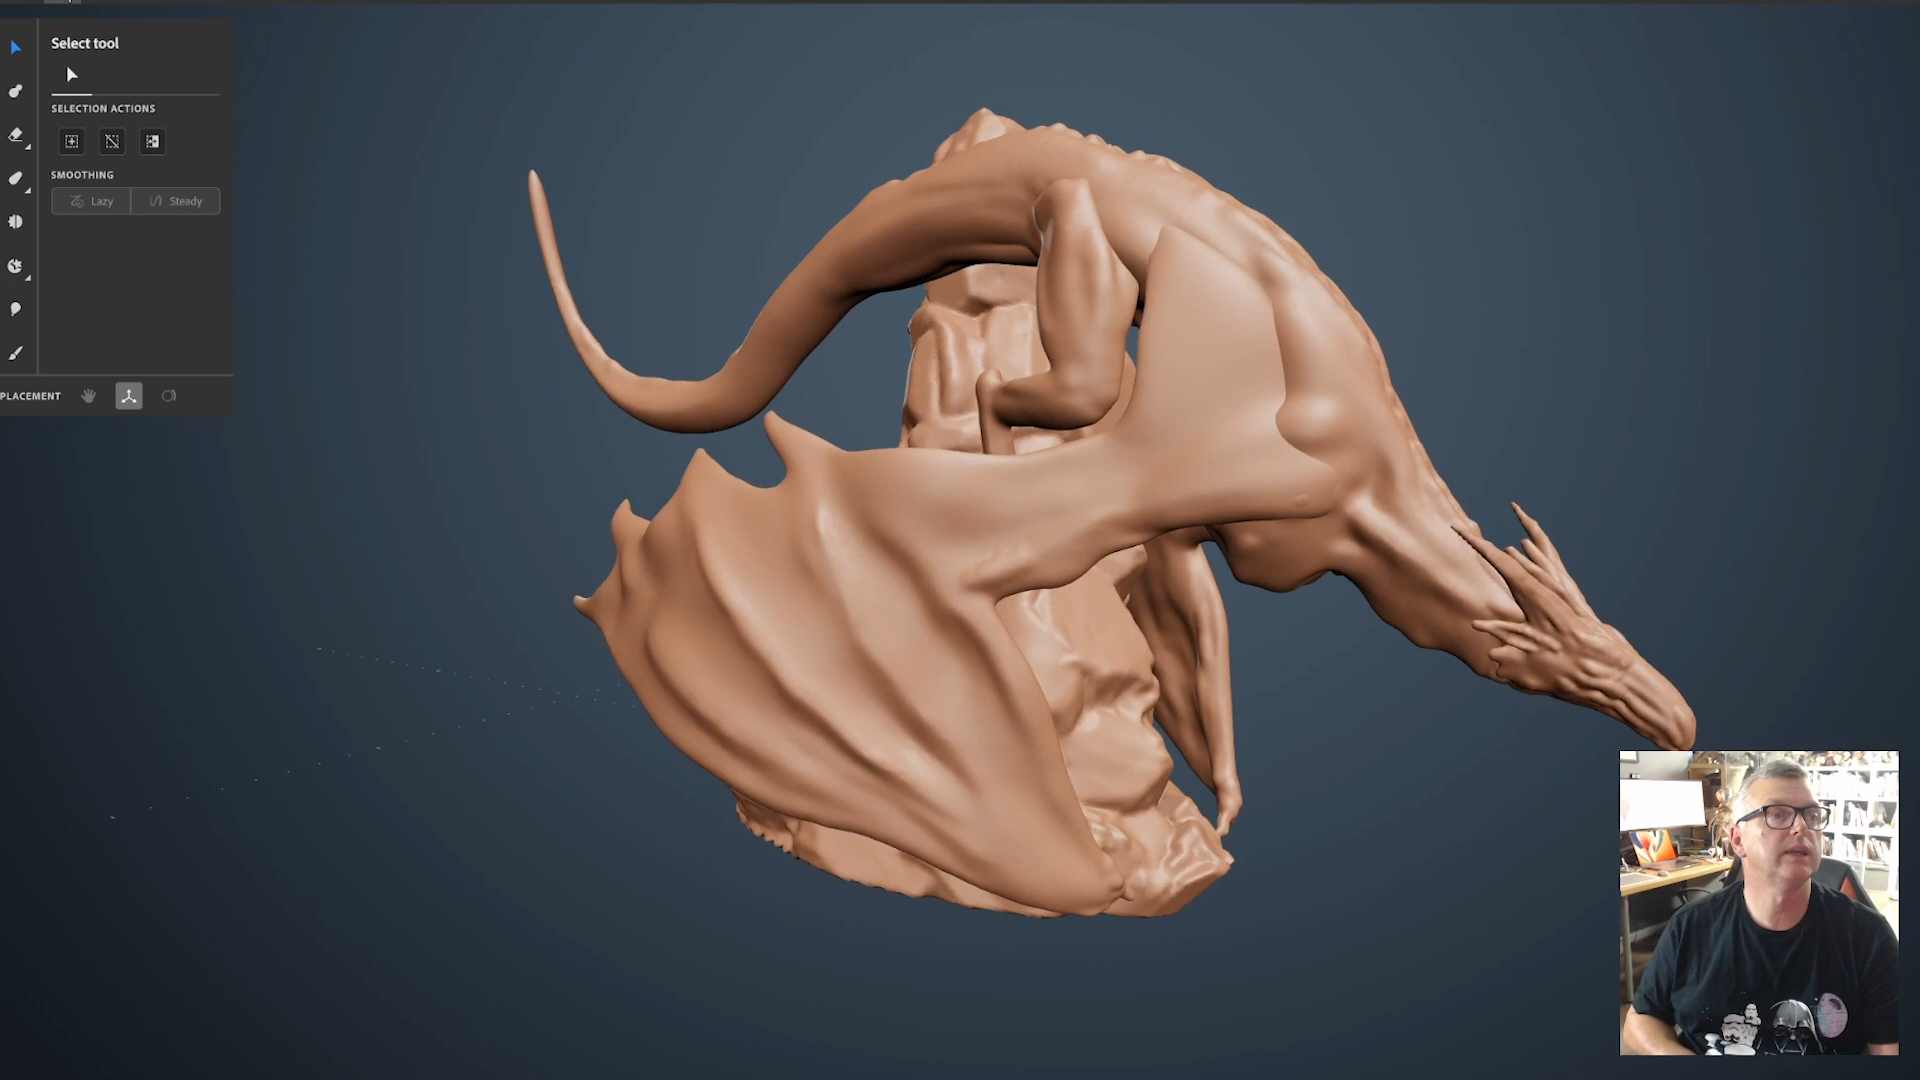 Select tool
SELECTION ACTIONS
SMOOTHING
Lazy
Steady
PLACEMENT